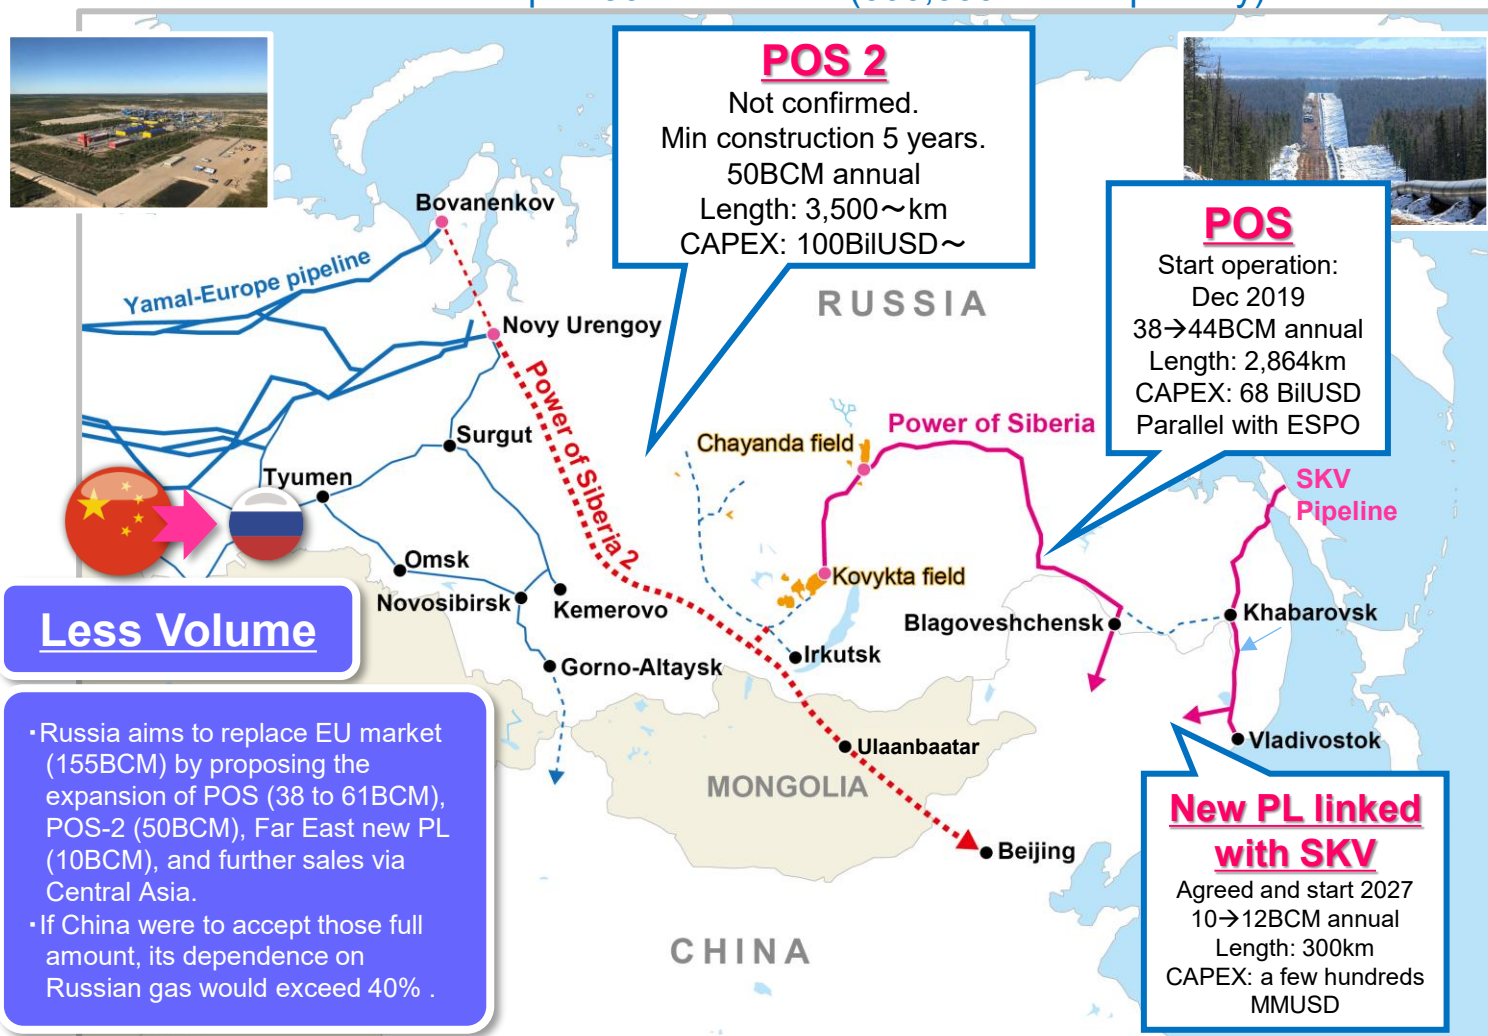 POS 2
Not confirmed.
Min construction 5 years.
50BCM annual
Length: 3,500～km
CAPEX: 100BilUSD～
POS
Start operation:
Dec 2019
38→44BCM annual
Length: 2,864km
CAPEX: 68 BilUSD
Parallel with ESPO
Bovanenkov
Yamal-Europe pipeline
RUSSIA
Novy Urengoy
Power of Siberia 2
Power of Siberia
Chayanda field
Surgut
Tyumen
SKV
Pipeline
Omsk
Kovykta field
Novosibirsk
Kemerovo
Khabarovsk
Blagoveshchensk
Irkutsk
Gorno-Altaysk
Ulaanbaatar
Vladivostok
MONGOLIA
Beijing
CHINA
Less Volume
・Russia aims to replace EU market
(155BCM) by proposing the
expansion of POS (38 to 61BCM),
POS-2 (50BCM), Far East new PL
(10BCM), and further sales via
Central Asia.
・If China were to accept those full
amount, its dependence on
Russian gas would exceed 40% .
New PL linked
with SKV
Agreed and start 2027
10→12BCM annual
Length: 300km
CAPEX: a few hundreds
MMUSD